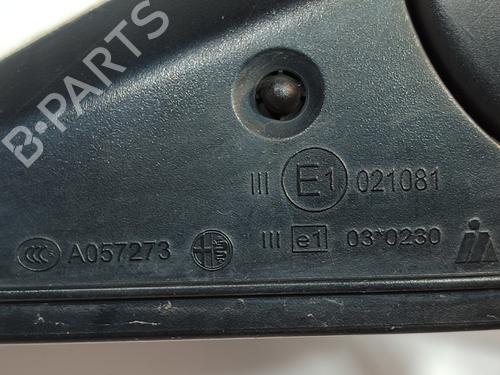 B-PARTS
III E1 021081
CCC A057273 III e1 03*0230